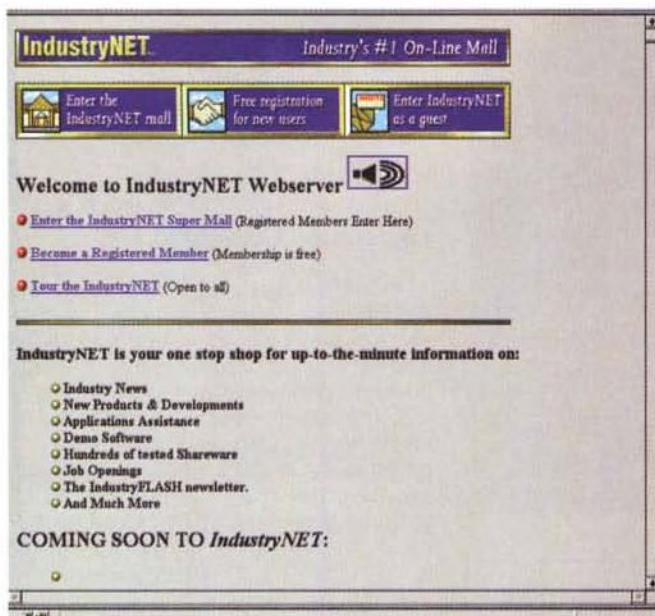 IndustryNET Industry's #1 On-Line Mall
Enter the IndustryNET mall
Free registration for new users
Enter IndustryNET as a guest
Welcome to IndustryNET Webserver
Enter the IndustryNET Super Mall (Registered Members Enter Here)
Become a Registered Member (Membership is free)
Tour the IndustryNET (Open to all)
IndustryNET is your one stop shop for up-to-the-minute information on:
Industry News
New Products & Developments
Applications Assistance
Demo Software
Hundreds of tested Shareware
Job Openings
The IndustryFLASH newsletter.
And Much More
COMING SOON TO IndustryNET: